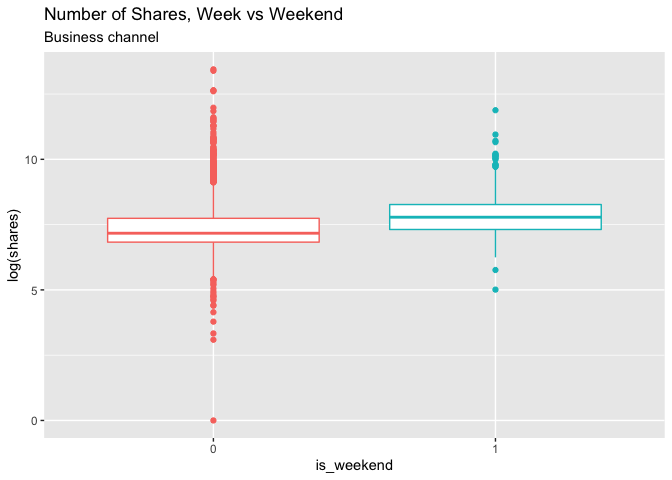 Number of Shares, Week vs Weekend
Business channel
log(shares)
10
5
0
0
1
is_weekend